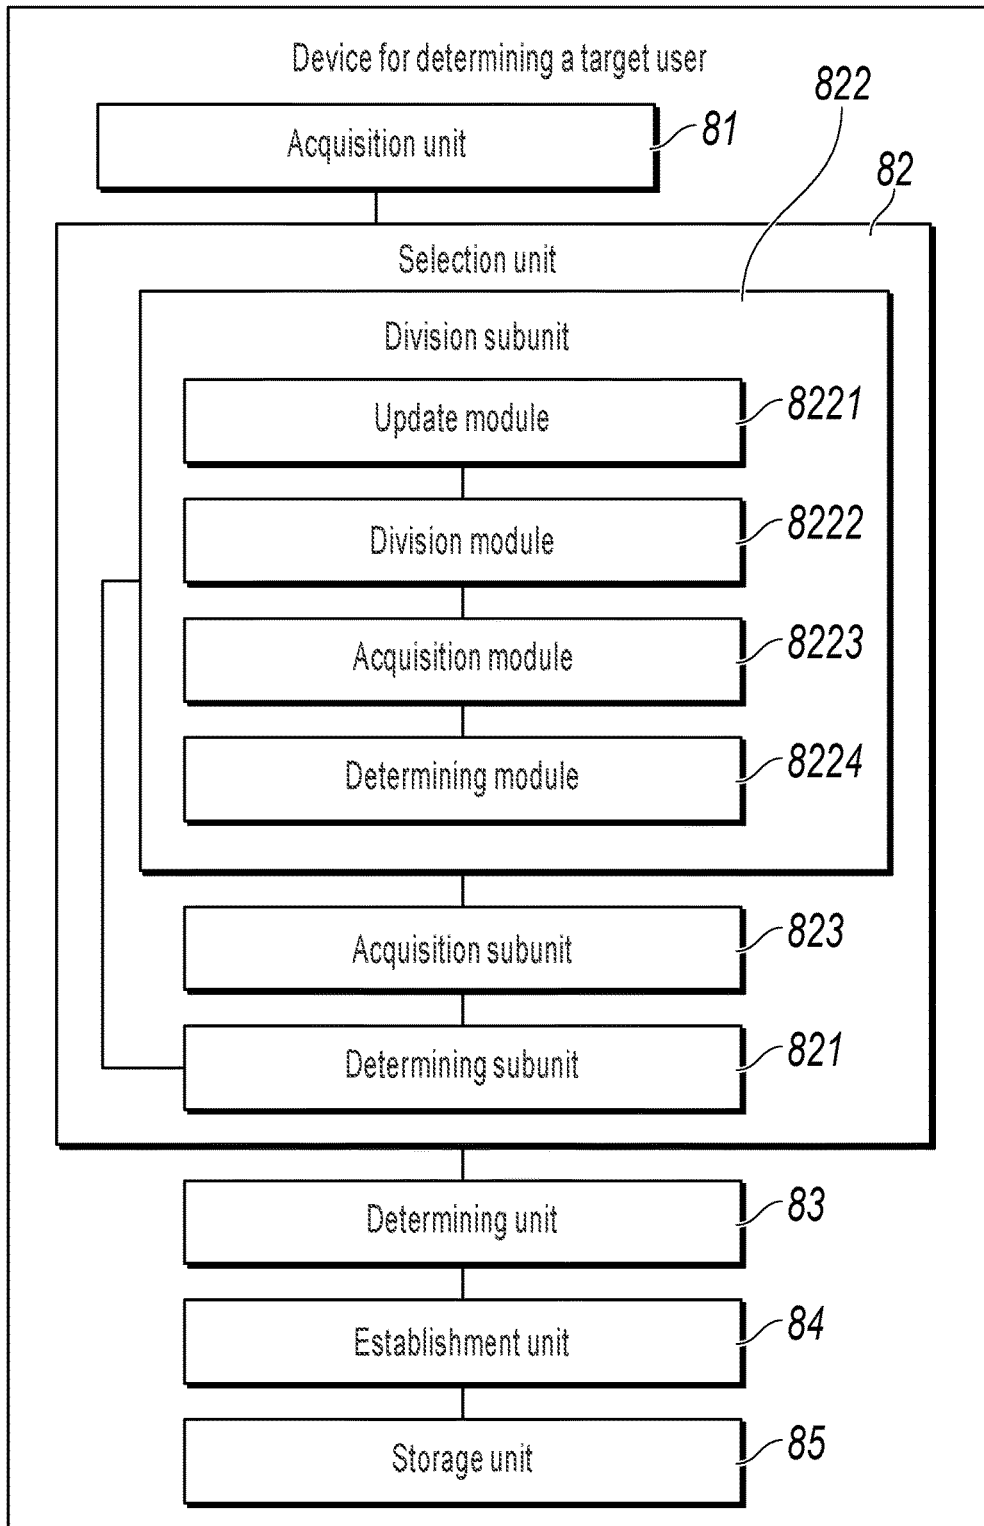 Device for determining a target user
822
Acquisition unit
81
82
Selection unit
Division subunit
Update module
8221
Division module
8222
Acquisition module
8223
Determining module
8224
Acquisition subunit
823
Determining subunit
821
Determining unit
83
Establishment unit
84
Storage unit
85